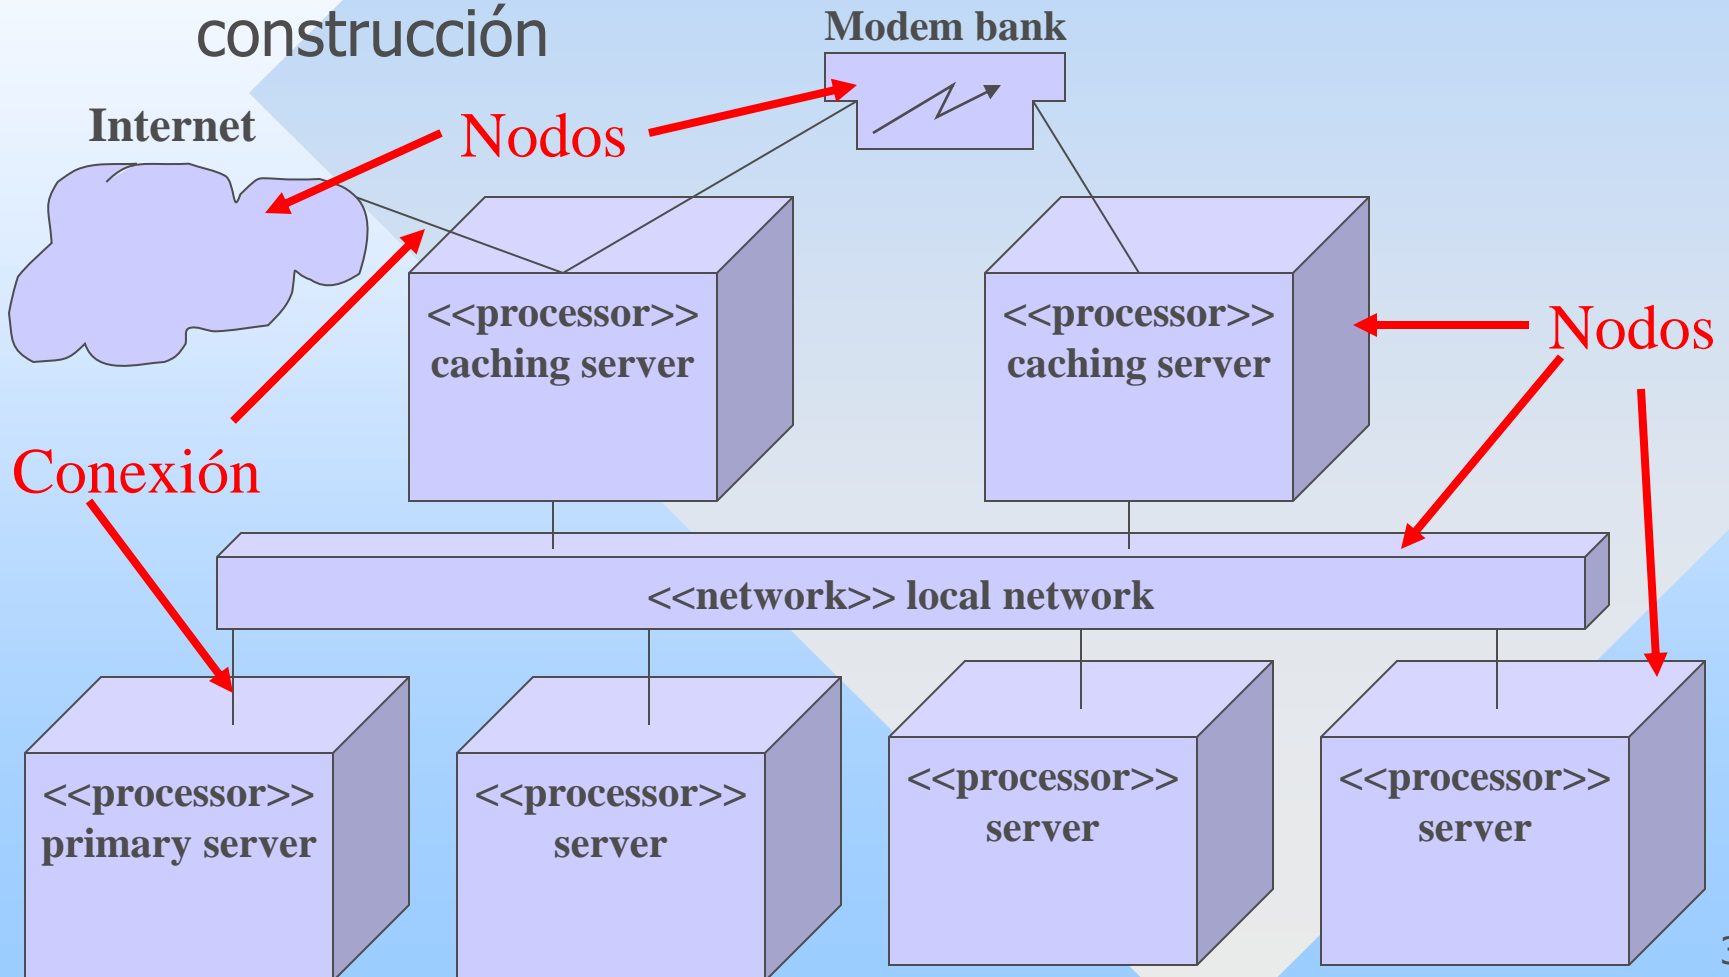 construcción
Modem bank
Internet
Nodos
<<processor>>
caching server
<<processor>>
caching server
Nodos
Conexión
<<network>> local network
<<processor>>
primary server
<<processor>>
server
<<processor>>
server
<<processor>>
server